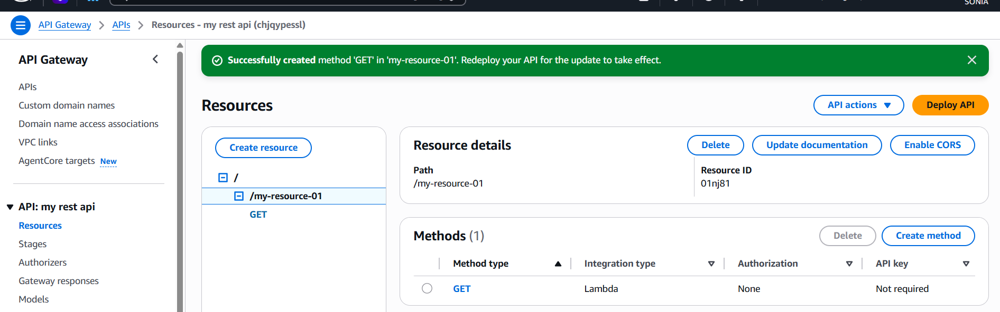 SONIA
API Gateway > APIs > Resources - my rest api (chjqypessl)
API Gateway
APIs
Custom domain names
Domain name access associations
VPC links
AgentCore targets New
API: my rest api
Resources
Stages
Authorizers
Gateway responses
Models
Successfully created method 'GET' in 'my-resource-01'. Redeploy your API for the update to take effect.
Resources
API actions
Deploy API
Create resource
/
/my-resource-01
GET
Resource details
Delete
Update documentation
Enable CORS
Path
/my-resource-01
Resource ID
01nj81
Methods (1)
Delete
Create method
Method type Integration type Authorization API key
GET Lambda None Not required